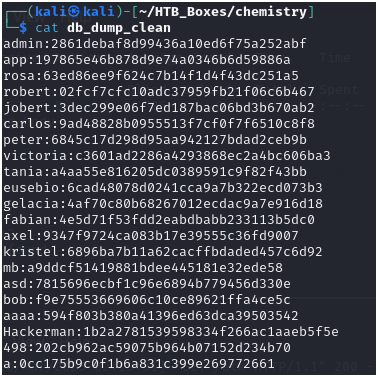 (kali㉿kali)-[~/HTB_Boxes/chemistry]
$ cat db_dump_clean
admin:2861debaf8d99436a10ed6f75a252abf
app:197865e46b878d9e74a0346b6d59886a
rosa:63ed86ee9f624c7b14f1d4f43dc251a5
robert:02fcf7cfc10adc37959fb21f06c6b467
jobert:3dec299e06f7ed187bac06bd3b670ab2
carlos:9ad48828b0955513f7cf0f7f6510c8f8
peter:6845c17d298d95aa942127bdad2ceb9b
victoria:c3601ad2286a4293868ec2a4bc606ba3
tania:a4aa55e816205dc0389591c9f82f43bb
eusebio:6cad48078d0241cca9a7b322ecd073b3
gelacia:4af70c80b68267012ecdac9a7e916d18
fabian:4e5d71f53fdd2eabdbabb233113b5dc0
axel:9347f9724ca083b17e39555c36fd9007
kristel:6896ba7b11a62cacffbdaded457c6d92
mb:a9ddcf51419881bdee445181e32ede58
asd:7815696ecbf1c96e6894b779456d330e
bob:f9e75553669606c10ce89621ffa4ce5c
aaaa:594f803b380a41396ed63dca39503542
Hackerman:1b2a2781539598334f266ac1aaeb5f5e
498:202cb962ac59075b964b07152d234b70
a:0cc175b9c0f1b6a831c399e269772661
Time
Spent